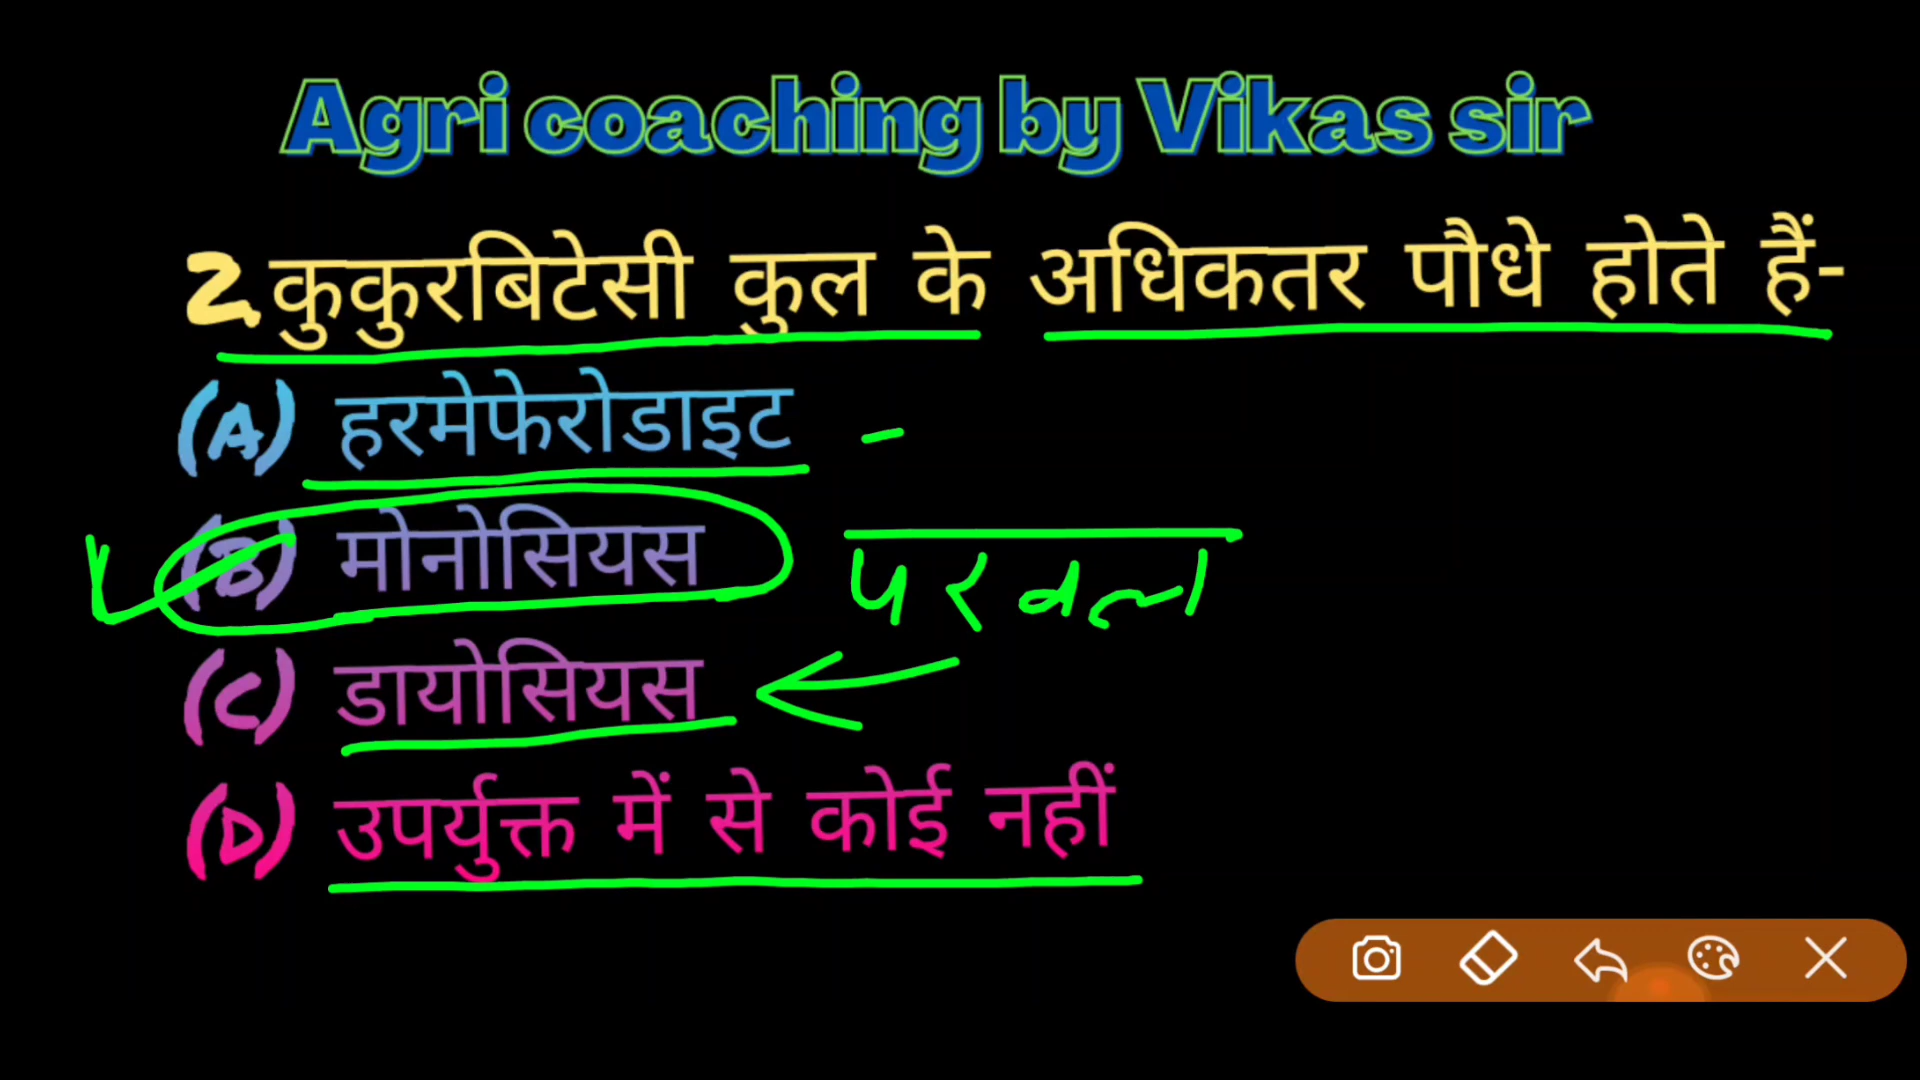 Agri coaching by Vikas sir
2. कुकुरबिटेसी कुल के अधिकतर पौधे होते हैं-
(A) हरमेफेरोडाइट -
(B) मोनोसियस
परवल
(C) डायोसियस
(D) उपर्युक्त में से कोई नहीं